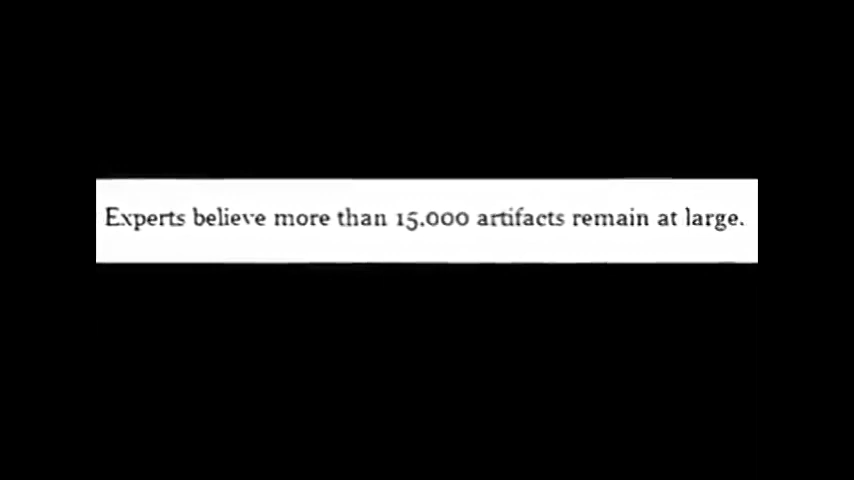 Experts believe more than 15,000 artifacts remain at large.